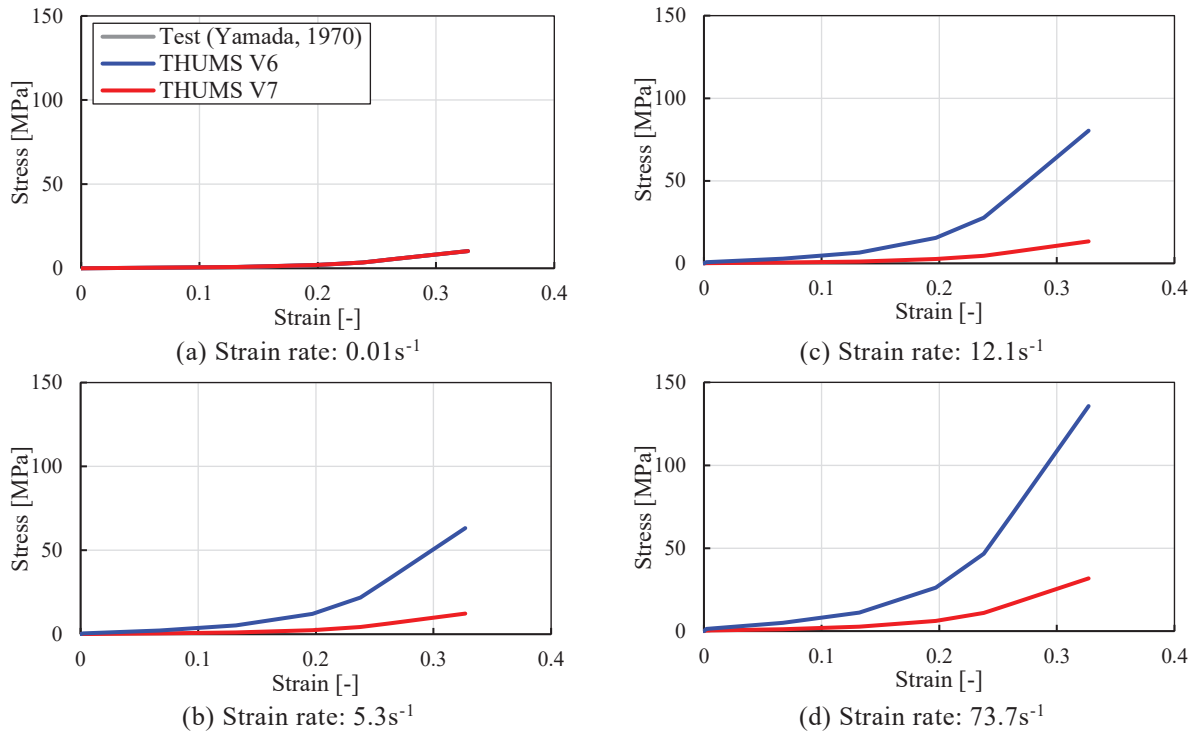 150
100
50
0
Stress [MPa]
Test (Yamada, 1970)
THUMS V6
THUMS V7
0 0.1 0.2 0.3 0.4
Strain [-]
(a) Strain rate: 0.01s⁻¹
150
100
50
0
Stress [MPa]
0 0.1 0.2 0.3 0.4
Strain [-]
(c) Strain rate: 12.1s⁻¹
150
100
50
0
Stress [MPa]
0 0.1 0.2 0.3 0.4
Strain [-]
(b) Strain rate: 5.3s⁻¹
150
100
50
0
Stress [MPa]
0 0.1 0.2 0.3 0.4
Strain [-]
(d) Strain rate: 73.7s⁻¹